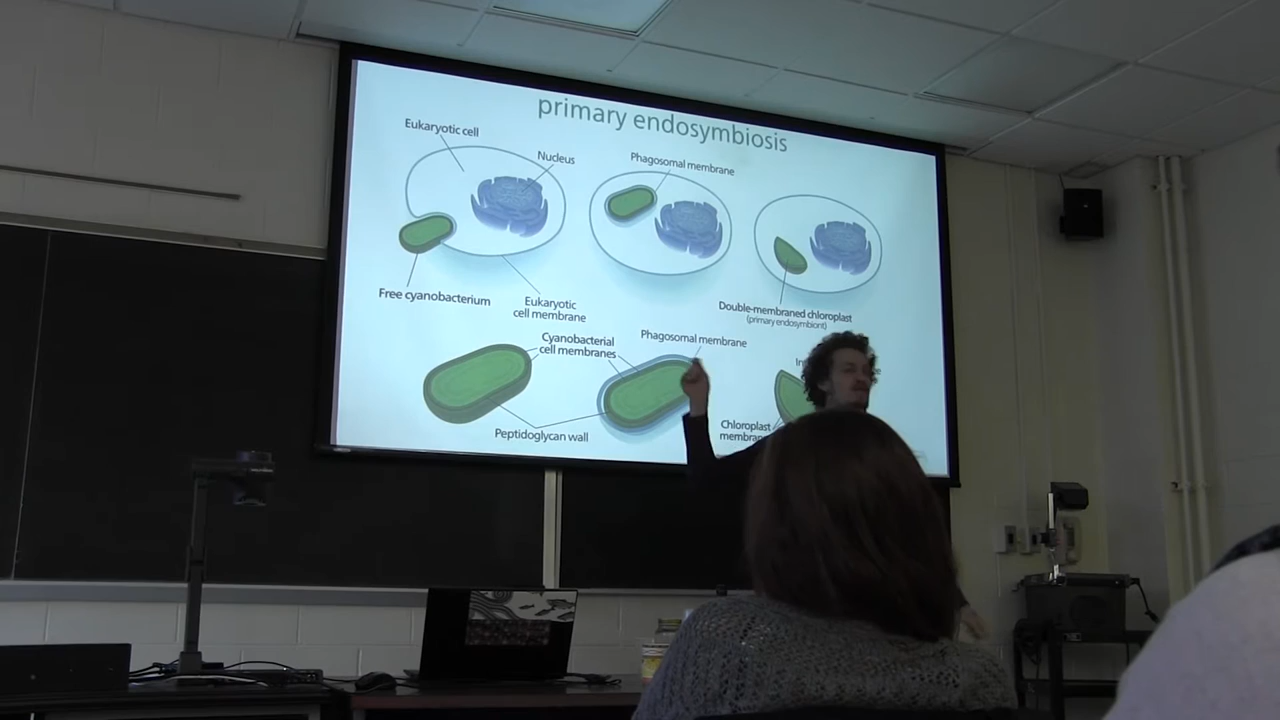 primary endosymbiosis
Eukaryotic cell
Nucleus
Phagosomal membrane
Free cyanobacterium
Eukaryotic
cell membrane
Double-membraned chloroplast
(primary endosymbiont)
Cyanobacterial
cell membranes
Phagosomal membrane
Peptidoglycan wall
Chloroplast